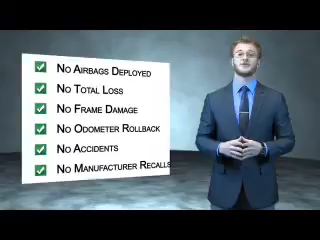 No Airbags Deployed
No Total Loss
No Frame Damage
No Odometer Rollback
No Accidents
No Manufacturer Recalls